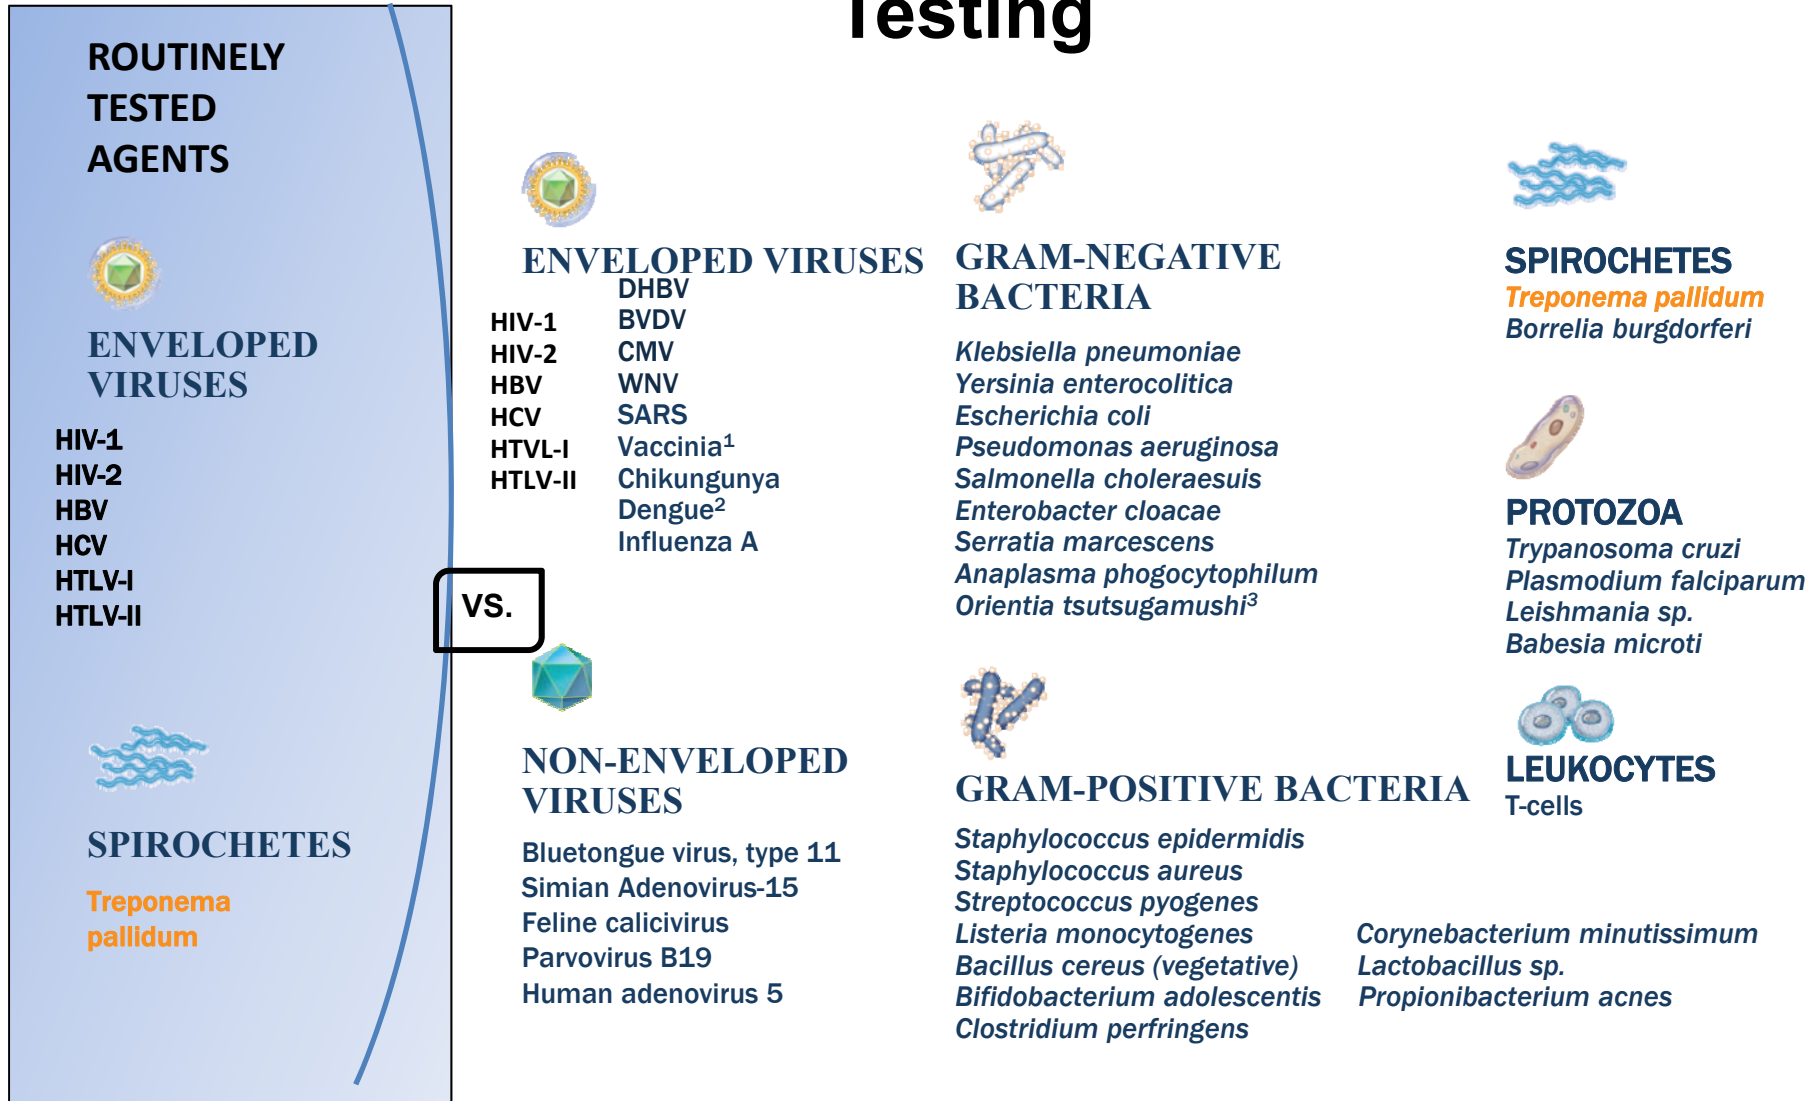 Testing
ROUTINELY
TESTED
AGENTS
ENVELOPED
VIRUSES
HIV-1
HIV-2
HBV
HCV
HTLV-I
HTLV-II
SPIROCHETES
Treponema
pallidum
VS.
ENVELOPED VIRUSES
HIV-1
HIV-2
HBV
HCV
HTVL-I
HTLV-II
DHBV
BVDV
CMV
WNV
SARS
Vaccinia¹
Chikungunya
Dengue²
Influenza A
NON-ENVELOPED
VIRUSES
Bluetongue virus, type 11
Simian Adenovirus-15
Feline calicivirus
Parvovirus B19
Human adenovirus 5
GRAM-NEGATIVE
BACTERIA
Klebsiella pneumoniae
Yersinia enterocolitica
Escherichia coli
Pseudomonas aeruginosa
Salmonella choleraesuis
Enterobacter cloacae
Serratia marcescens
Anaplasma phogocytophilum
Orientia tsutsugamushi³
GRAM-POSITIVE BACTERIA
Staphylococcus epidermidis
Staphylococcus aureus
Streptococcus pyogenes
Listeria monocytogenes
Bacillus cereus (vegetative)
Bifidobacterium adolescentis
Clostridium perfringens
Corynebacterium minutissimum
Lactobacillus sp.
Propionibacterium acnes
SPIROCHETES
Treponema pallidum
Borrelia burgdorferi
PROTOZOA
Trypanosoma cruzi
Plasmodium falciparum
Leishmania sp.
Babesia microti
LEUKOCYTES
T-cells